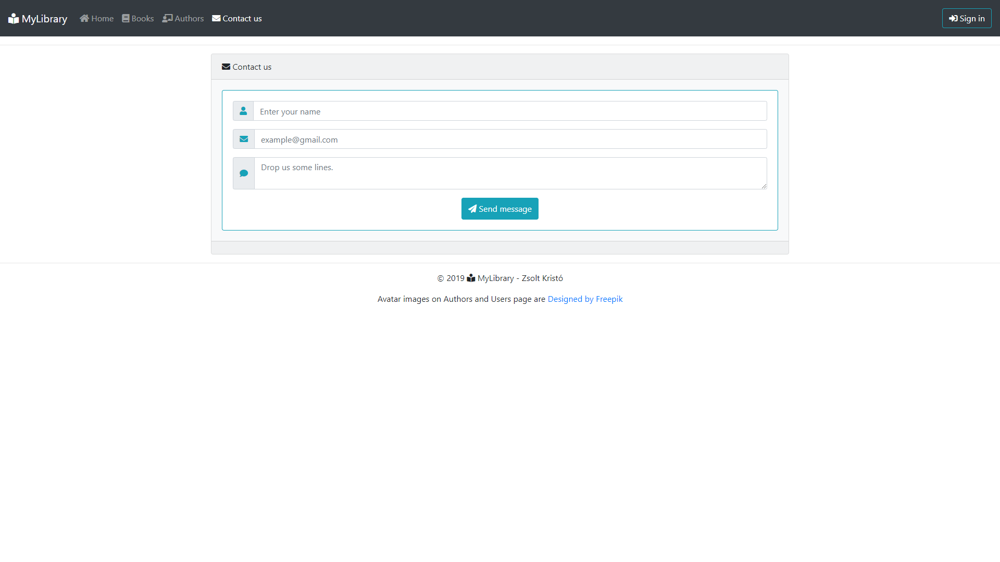 MyLibrary Home Books Authors Contact us Sign in
Contact us
Enter your name
example@gmail.com
Drop us some lines.
Send message
© 2019 MyLibrary - Zsolt Kristó
Avatar images on Authors and Users page are Designed by Freepik